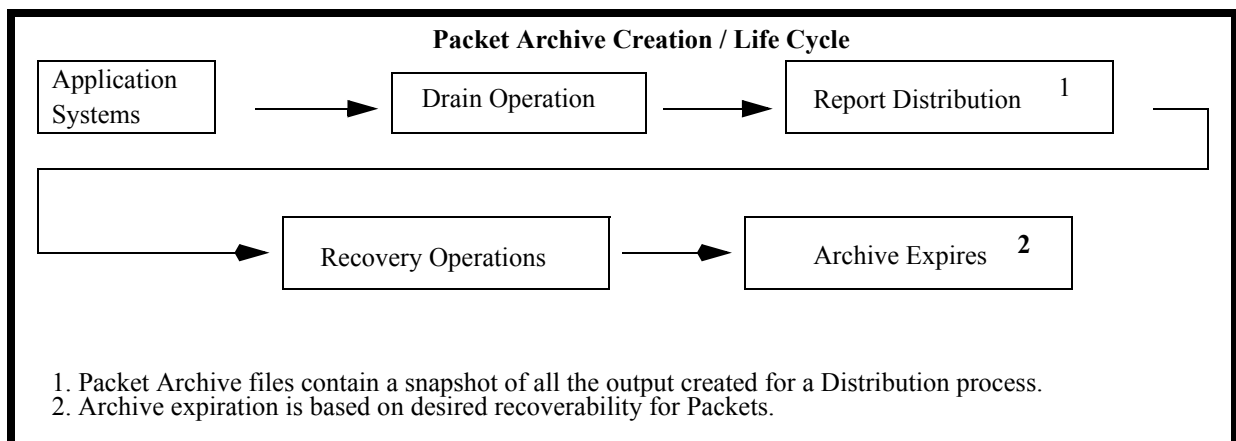 Packet Archive Creation / Life Cycle
Application
Systems
Drain Operation
Report Distribution 1
Recovery Operations
Archive Expires 2
1. Packet Archive files contain a snapshot of all the output created for a Distribution process.
2. Archive expiration is based on desired recoverability for Packets.